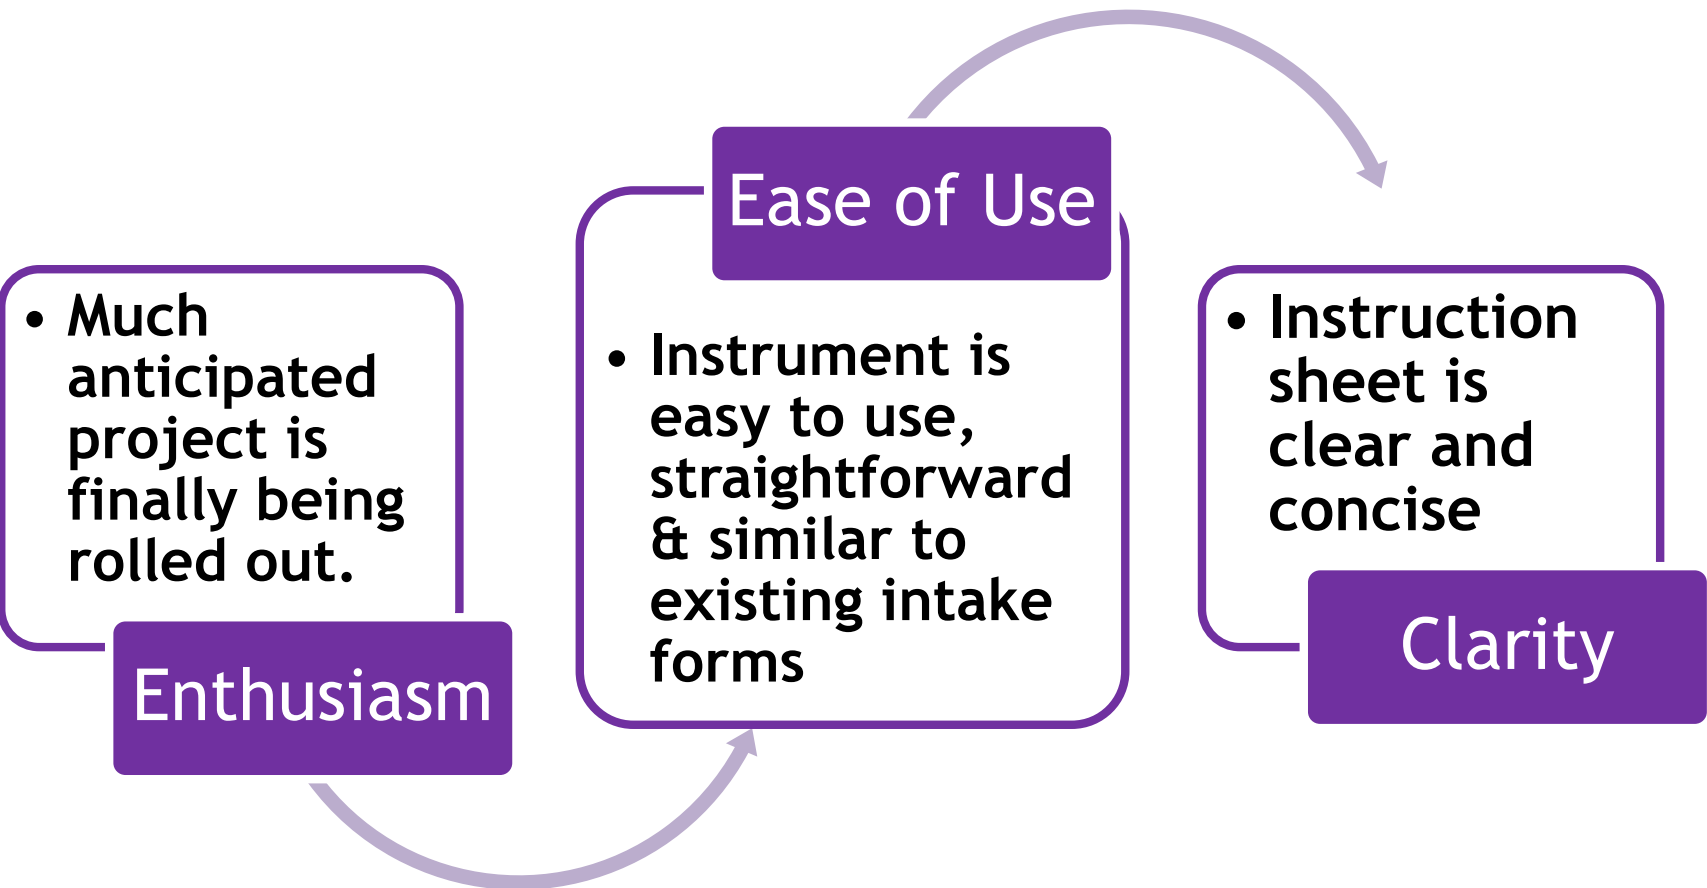 • Much
anticipated
project is
finally being
rolled out.
Enthusiasm
Ease of Use
• Instrument is
easy to use,
straightforward
& similar to
existing intake
forms
• Instruction
sheet is
clear and
concise
Clarity